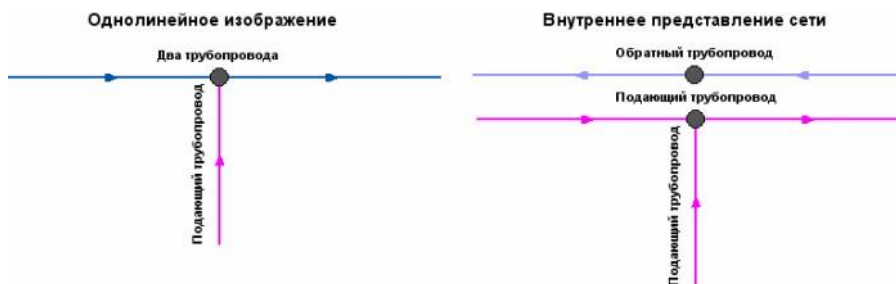 Однолинейное изображение
Два трубопровода
Подающий трубопровод
Внутреннее представление сети
Обратный трубопровод
Подающий трубопровод
Подающий трубопровод